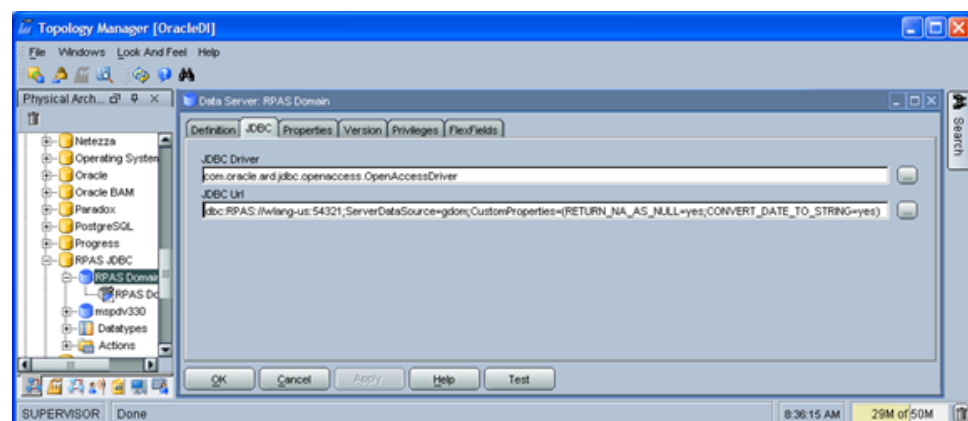 Topology Manager [OracleDI]
File Windows Look And Feel Help
Physical Arch...
Data Server: RPAS Domain
Search
Definition JDBC Properties Version Privileges FlexFields
Netezza
Operating System
Oracle
Oracle BAM
Paradox
PostgreSQL
Progress
RPAS JDBC
RPAS Domain
RPAS Do
mspdv330
Datatypes
Actions
JDBC Driver
com.oracle.ard.jdbc.openaccess.OpenAccessDriver
...
JDBC Url
jdbc:RPAS://wlang-us:54321;ServerDataSource=gdom;CustomProperties=(RETURN_NA_AS_NULL=yes;CONVERT_DATE_TO_STRING=yes)
...
OK Cancel Apply Help Test
SUPERVISOR Done 8:36:15 AM 29M of 50M